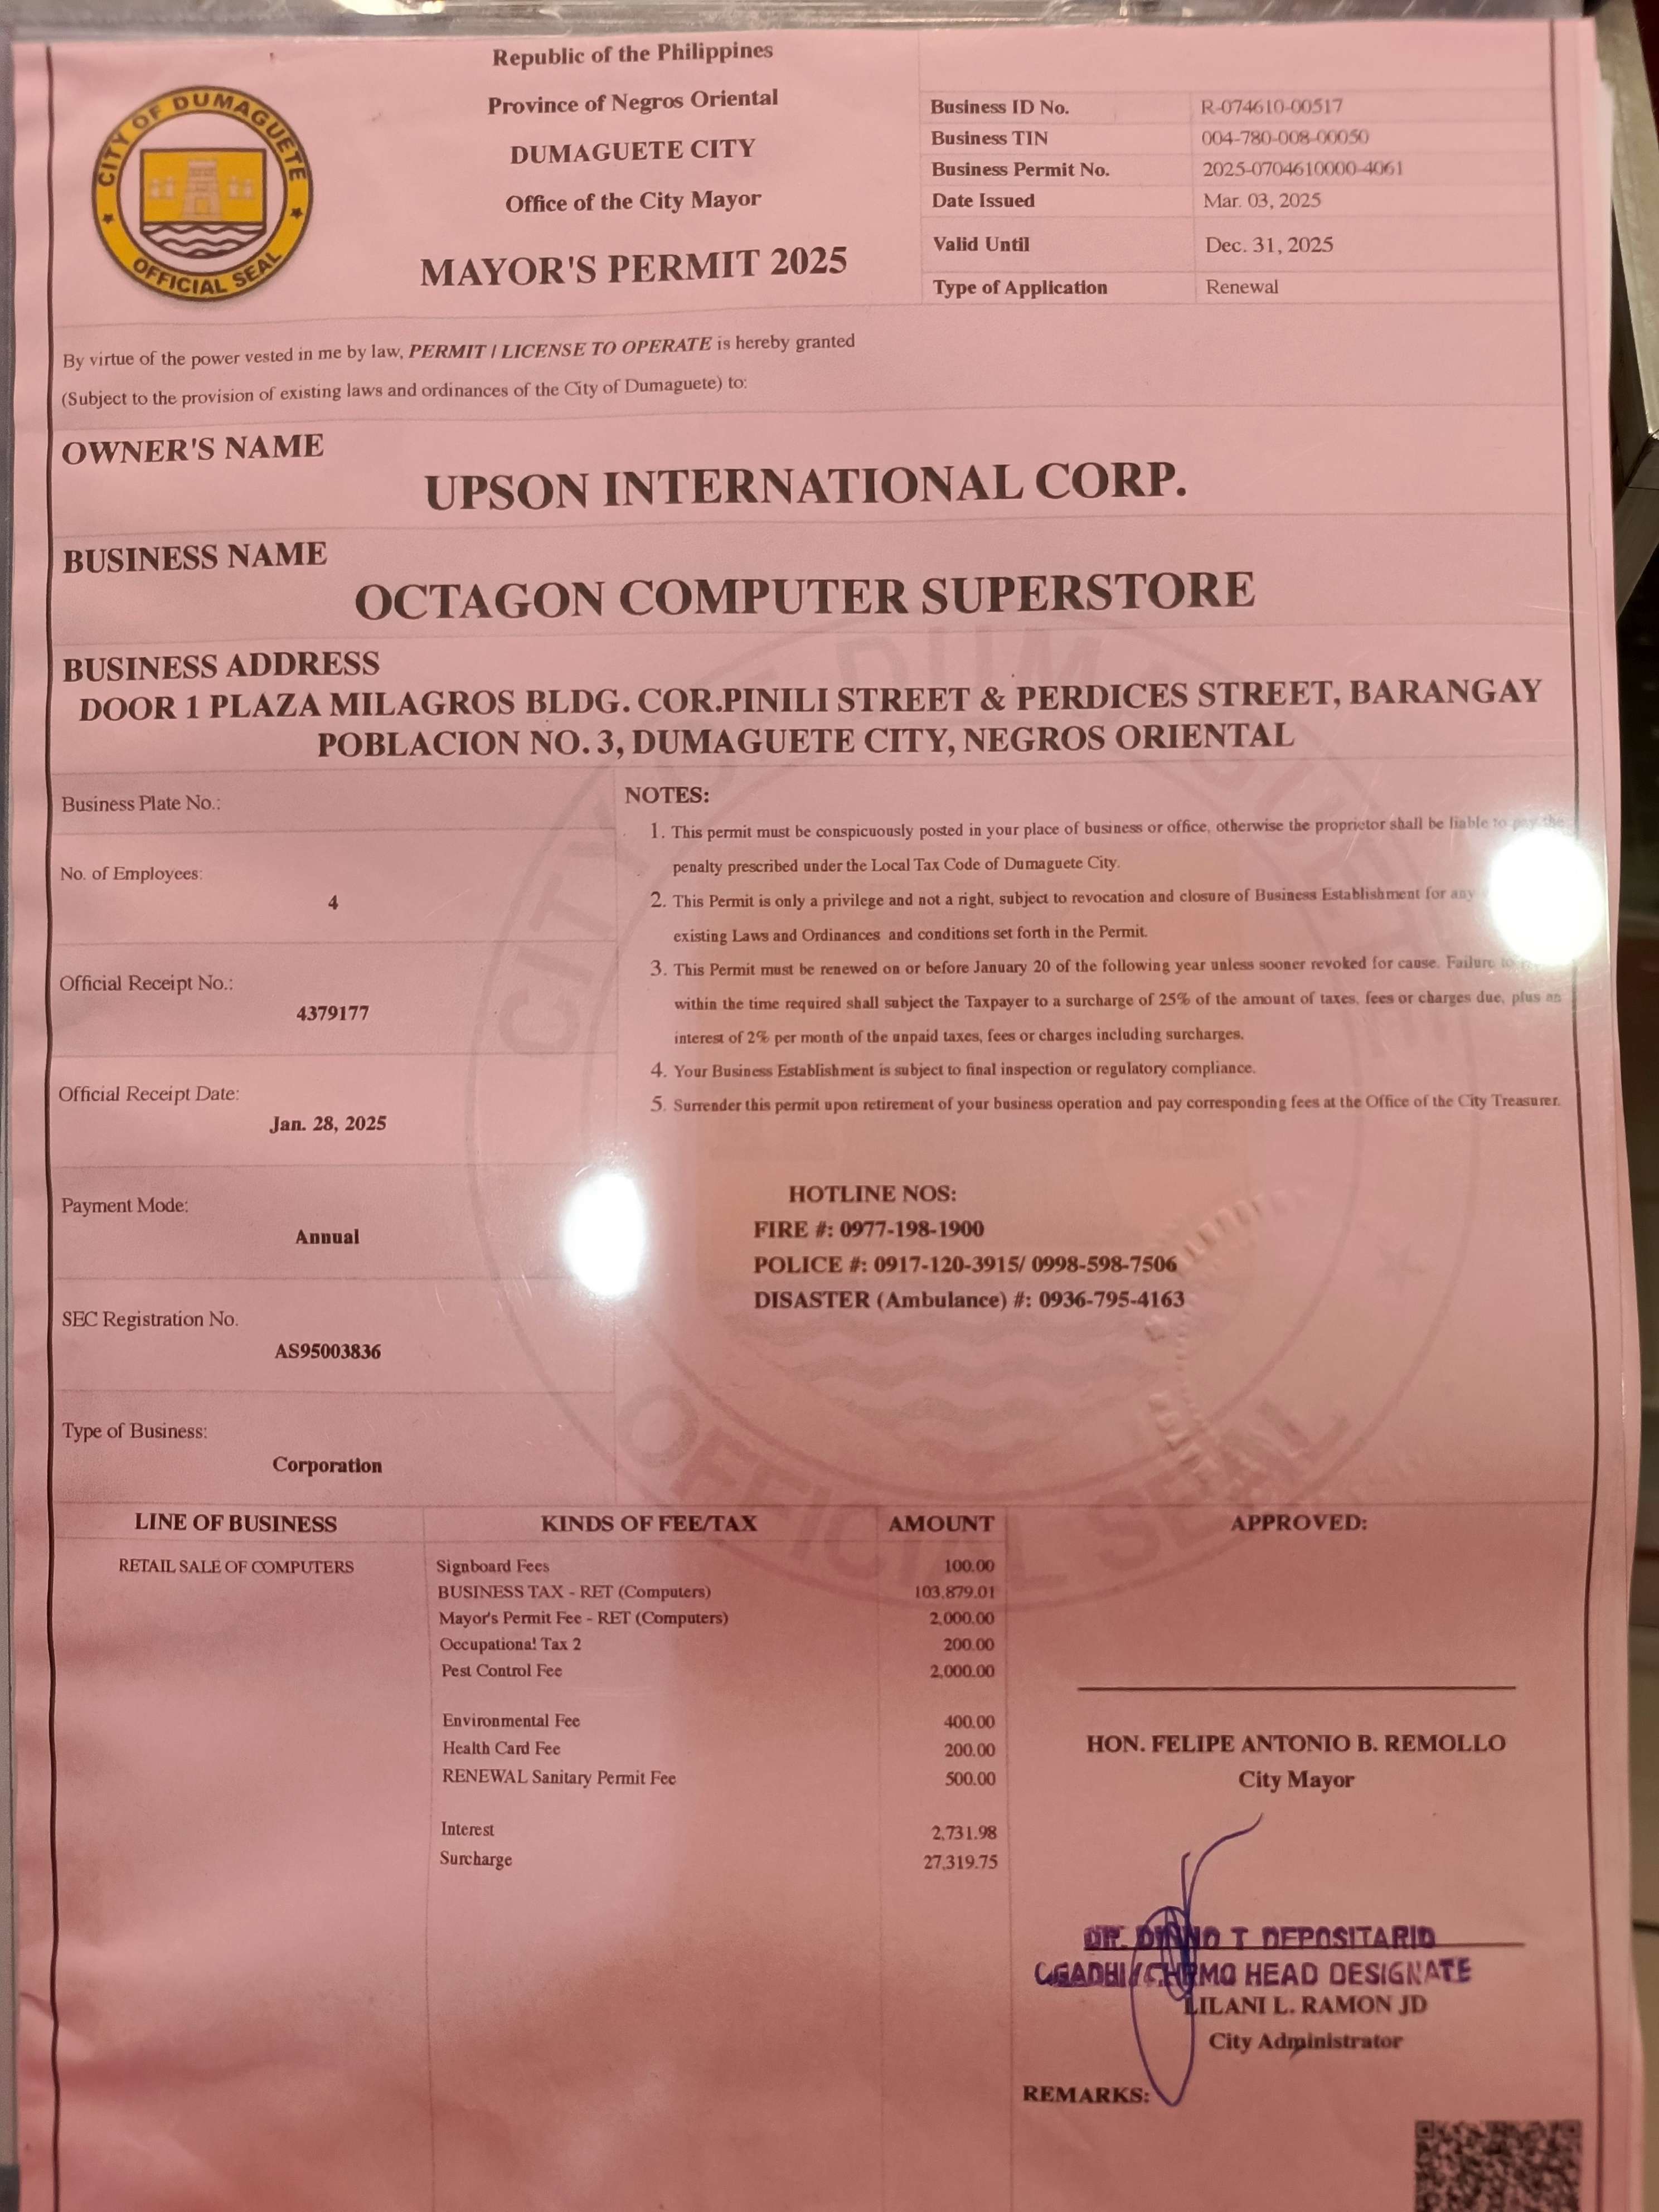 CITY OF DUMAGUETE
OFFICIAL SEAL
Republic of the Philippines
Province of Negros Oriental
DUMAGUETE CITY
Office of the City Mayor
MAYOR'S PERMIT 2025
Business ID No. R-074610-00517
Business TIN 004-780-008-00050
Business Permit No. 2025-0704610000-4061
Date Issued Mar. 03, 2025
Valid Until Dec. 31, 2025
Type of Application Renewal
By virtue of the power vested in me by law, PERMIT / LICENSE TO OPERATE is hereby granted
(Subject to the provision of existing laws and ordinances of the City of Dumaguete) to:
OWNER'S NAME
UPSON INTERNATIONAL CORP.
BUSINESS NAME
OCTAGON COMPUTER SUPERSTORE
BUSINESS ADDRESS
DOOR 1 PLAZA MILAGROS BLDG. COR.PINILI STREET & PERDICES STREET, BARANGAY
POBLACION NO. 3, DUMAGUETE CITY, NEGROS ORIENTAL
Business Plate No.:
No. of Employees:
4
Official Receipt No.:
4379177
Official Receipt Date:
Jan. 28, 2025
Payment Mode:
Annual
SEC Registration No.
AS95003836
Type of Business:
Corporation
NOTES:
1. This permit must be conspicuously posted in your place of business or office, otherwise the proprietor shall be liable to pay the
penalty prescribed under the Local Tax Code of Dumaguete City.
2. This Permit is only a privilege and not a right, subject to revocation and closure of Business Establishment for any
existing Laws and Ordinances and conditions set forth in the Permit.
3. This Permit must be renewed on or before January 20 of the following year unless sooner revoked for cause. Failure to
within the time required shall subject the Taxpayer to a surcharge of 25% of the amount of taxes, fees or charges due, plus an
interest of 2% per month of the unpaid taxes, fees or charges including surcharges.
4. Your Business Establishment is subject to final inspection or regulatory compliance.
5. Surrender this permit upon retirement of your business operation and pay corresponding fees at the Office of the City Treasurer.
HOTLINE NOS:
FIRE #: 0977-198-1900
POLICE #: 0917-120-3915/ 0998-598-7506
DISASTER (Ambulance) #: 0936-795-4163
CITY OF DUMAGUETE
OFFICIAL SEAL
LINE OF BUSINESS KINDS OF FEE/TAX AMOUNT
RETAIL SALE OF COMPUTERS Signboard Fees 100.00
BUSINESS TAX - RET (Computers) 103,879.01
Mayor's Permit Fee - RET (Computers) 2,000.00
Occupational Tax 2 200.00
Pest Control Fee 2,000.00
Environmental Fee 400.00
Health Card Fee 200.00
RENEWAL Sanitary Permit Fee 500.00
Interest 2,731.98
Surcharge 27,319.75
APPROVED:
HON. FELIPE ANTONIO B. REMOLLO
City Mayor
DR. DINNO T DEPOSITARIO
CGADHI/CHRMO HEAD DESIGNATE
LILANI L. RAMON JD
City Administrator
REMARKS: